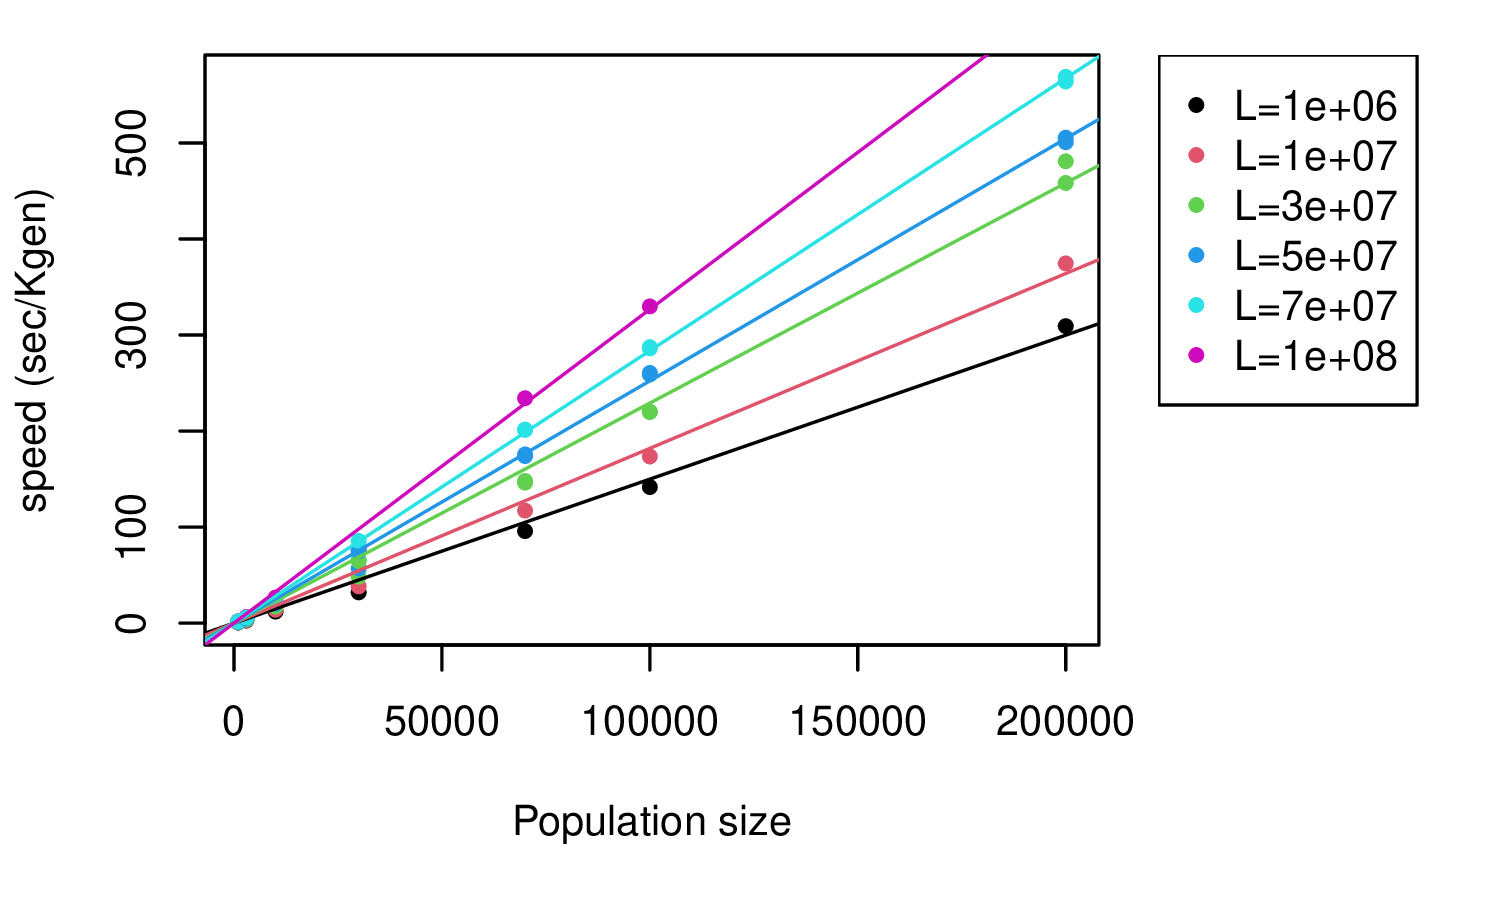 speed (sec/Kgen)
500
300
100
0
0 50000 100000 150000 200000
Population size
L=1e+06
L=1e+07
L=3e+07
L=5e+07
L=7e+07
L=1e+08